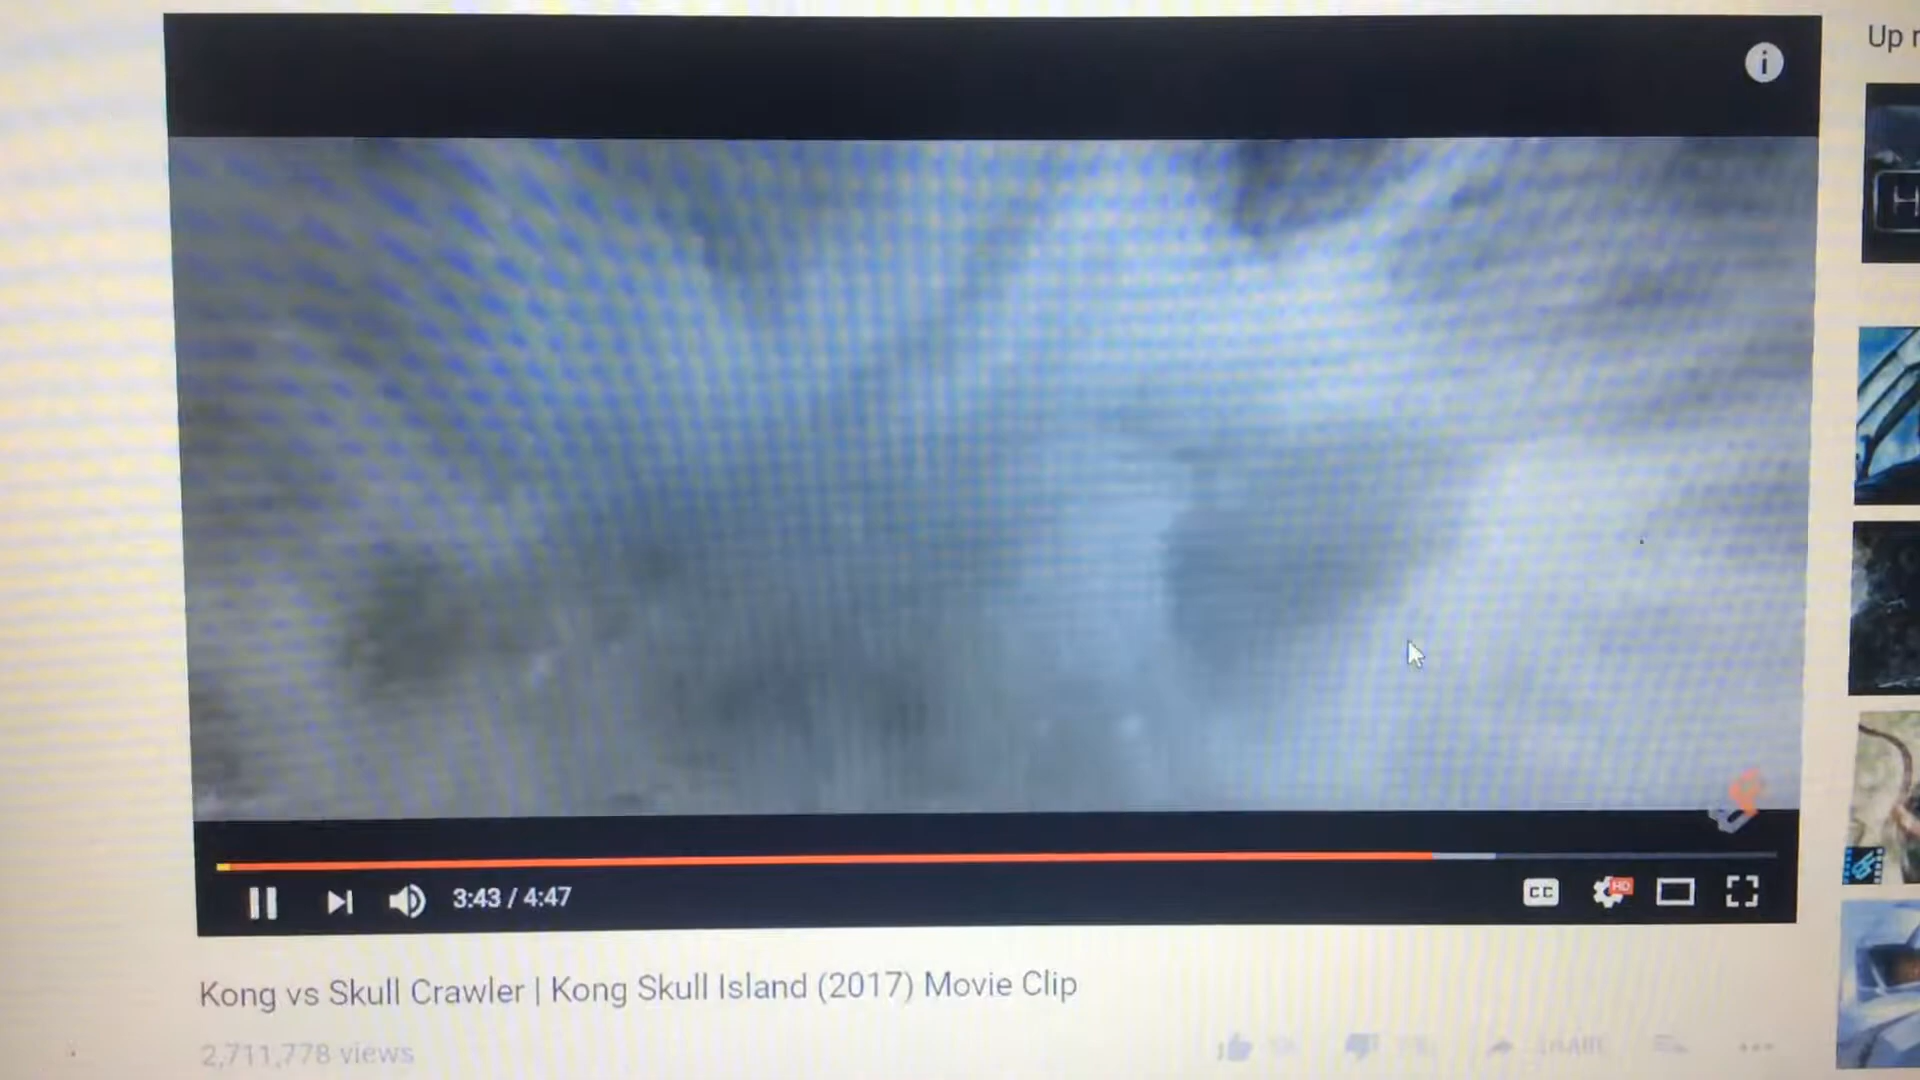 Up
H
CC
HD
3:43 / 4:47
Kong vs Skull Crawler | Kong Skull Island (2017) Movie Clip
2,711,778 views
SHARE